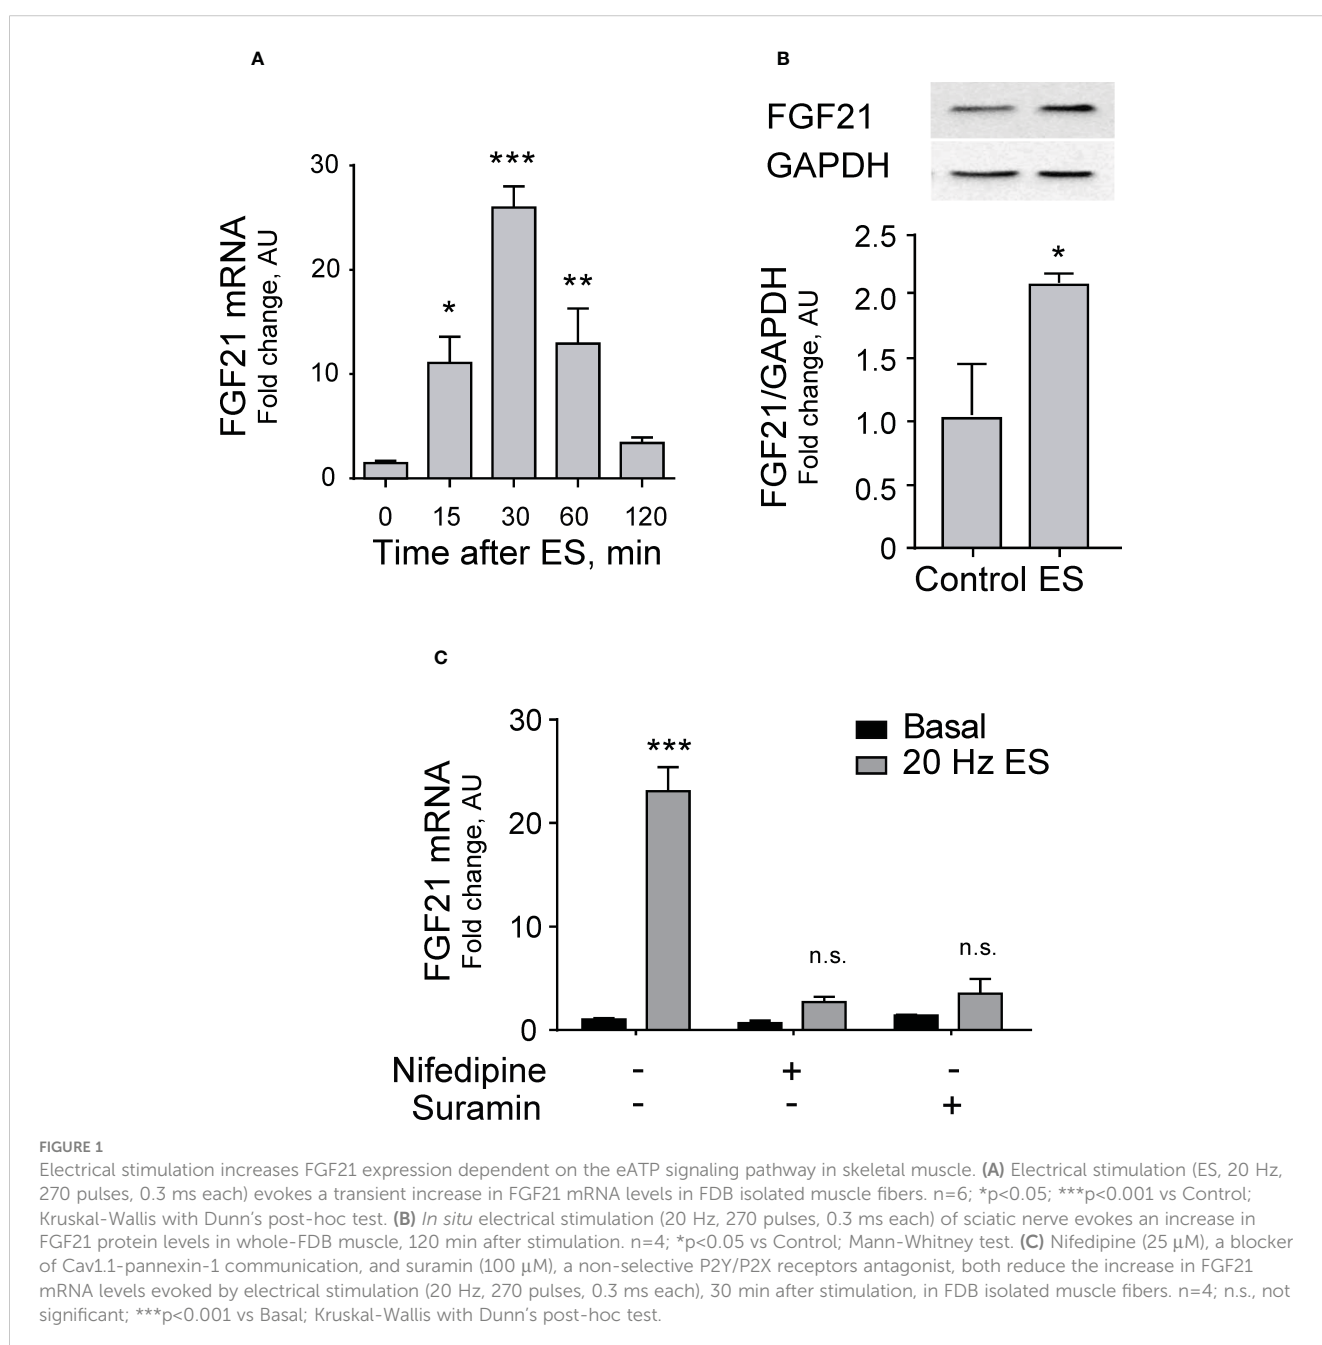 A
FGF21 mRNA
Fold change, AU
30
20
10
0
*
***
**
0 15 30 60 120
Time after ES, min
B
FGF21
GAPDH
FGF21/GAPDH
Fold change, AU
2.5
2.0
1.5
1.0
0.5
0
*
Control ES
C
FGF21 mRNA
Fold change, AU
30
20
10
0
***
n.s.
n.s.
Basal
20 Hz ES
Nifedipine - + -
Suramin - - +
FIGURE 1
Electrical stimulation increases FGF21 expression dependent on the eATP signaling pathway in skeletal muscle. (A) Electrical stimulation (ES, 20 Hz,
270 pulses, 0.3 ms each) evokes a transient increase in FGF21 mRNA levels in FDB isolated muscle fibers. n=6; *p<0.05; ***p<0.001 vs Control;
Kruskal-Wallis with Dunn's post-hoc test. (B) In situ electrical stimulation (20 Hz, 270 pulses, 0.3 ms each) of sciatic nerve evokes an increase in
FGF21 protein levels in whole-FDB muscle, 120 min after stimulation. n=4; *p<0.05 vs Control; Mann-Whitney test. (C) Nifedipine (25 μM), a blocker
of Cav1.1-pannexin-1 communication, and suramin (100 μM), a non-selective P2Y/P2X receptors antagonist, both reduce the increase in FGF21
mRNA levels evoked by electrical stimulation (20 Hz, 270 pulses, 0.3 ms each), 30 min after stimulation, in FDB isolated muscle fibers. n=4; n.s., not
significant; ***p<0.001 vs Basal; Kruskal-Wallis with Dunn's post-hoc test.